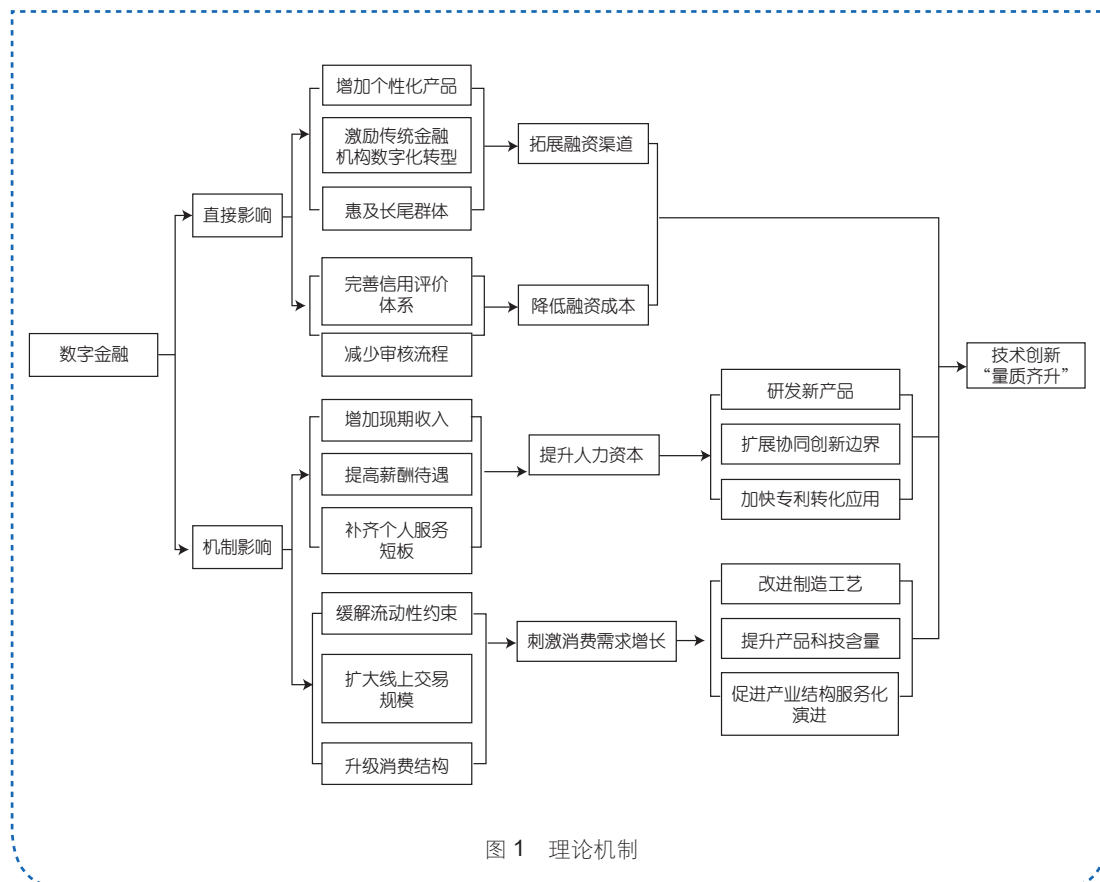 数字金融
直接影响
机制影响
增加个性化产品
激励传统金融
机构数字化转型
惠及长尾群体
完善信用评价
体系
减少审核流程
增加现期收入
提高薪酬待遇
补齐个人服务
短板
缓解流动性约束
扩大线上交易
规模
升级消费结构
拓展融资渠道
降低融资成本
提升人力资本
刺激消费需求增长
研发新产品
扩展协同创新边界
加快专利转化应用
改进制造工艺
提升产品科技含量
促进产业结构服务化
演进
技术创新
“量质齐升”
图 1 理论机制